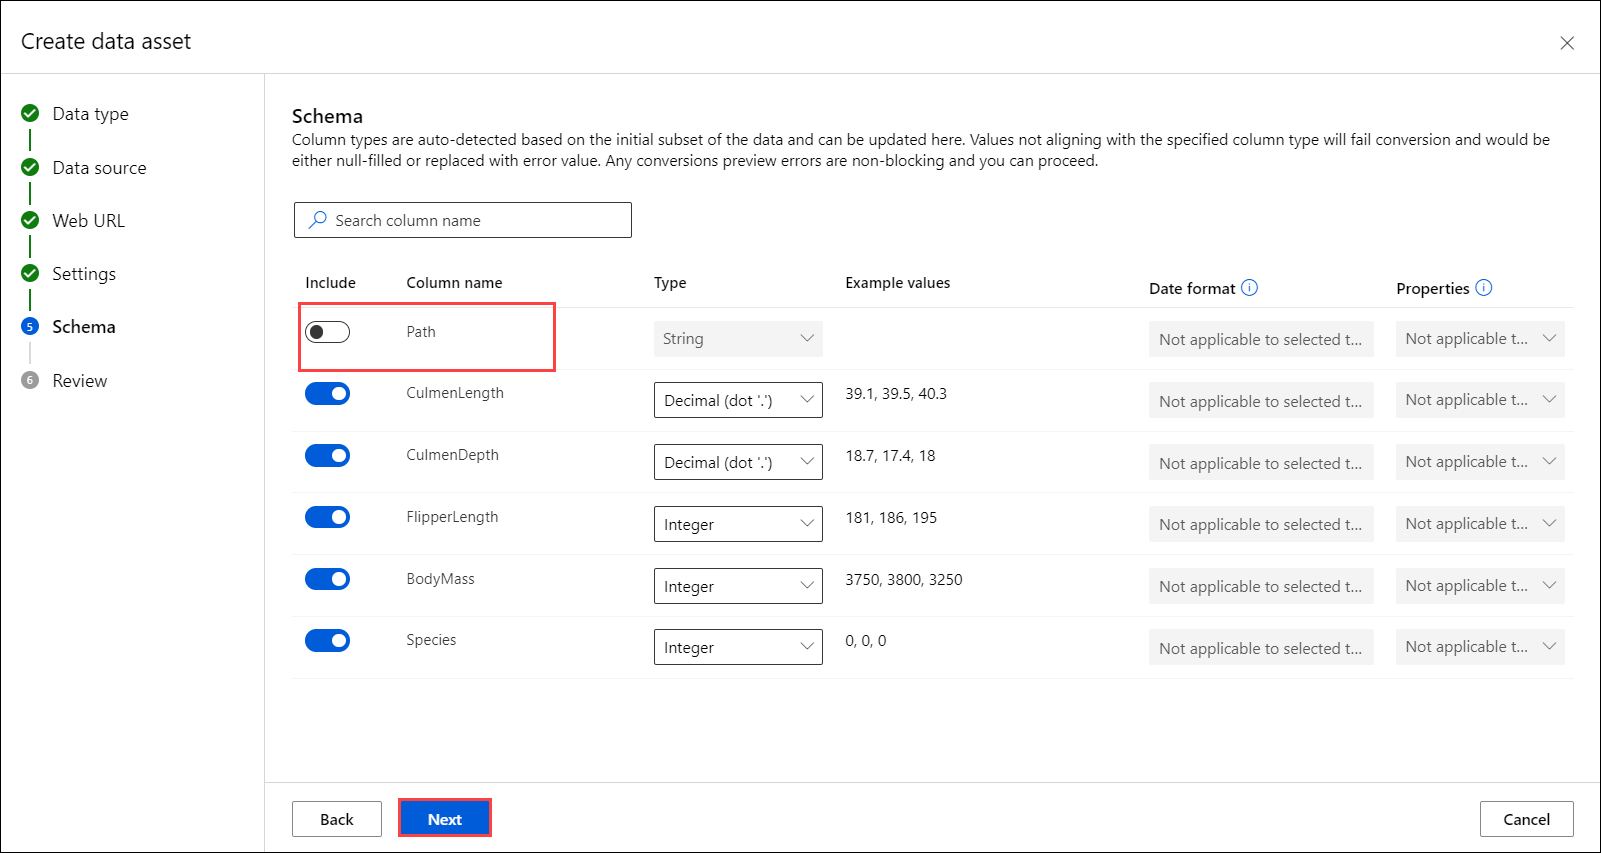 Create data asset
Data type
Data source
Web URL
Settings
5 Schema
6 Review
Schema
Column types are auto-detected based on the initial subset of the data and can be updated here. Values not aligning with the specified column type will fail conversion and would be
either null-filled or replaced with error value. Any conversions preview errors are non-blocking and you can proceed.
Search column name
Include Column name Type Example values Date format i Properties i
Path String Not applicable to selected t... Not applicable t...
CulmenLength Decimal (dot '.') 39.1, 39.5, 40.3 Not applicable to selected t... Not applicable t...
CulmenDepth Decimal (dot '.') 18.7, 17.4, 18 Not applicable to selected t... Not applicable t...
FlipperLength Integer 181, 186, 195 Not applicable to selected t... Not applicable t...
BodyMass Integer 3750, 3800, 3250 Not applicable to selected t... Not applicable t...
Species Integer 0, 0, 0 Not applicable to selected t... Not applicable t...
Back Next Cancel